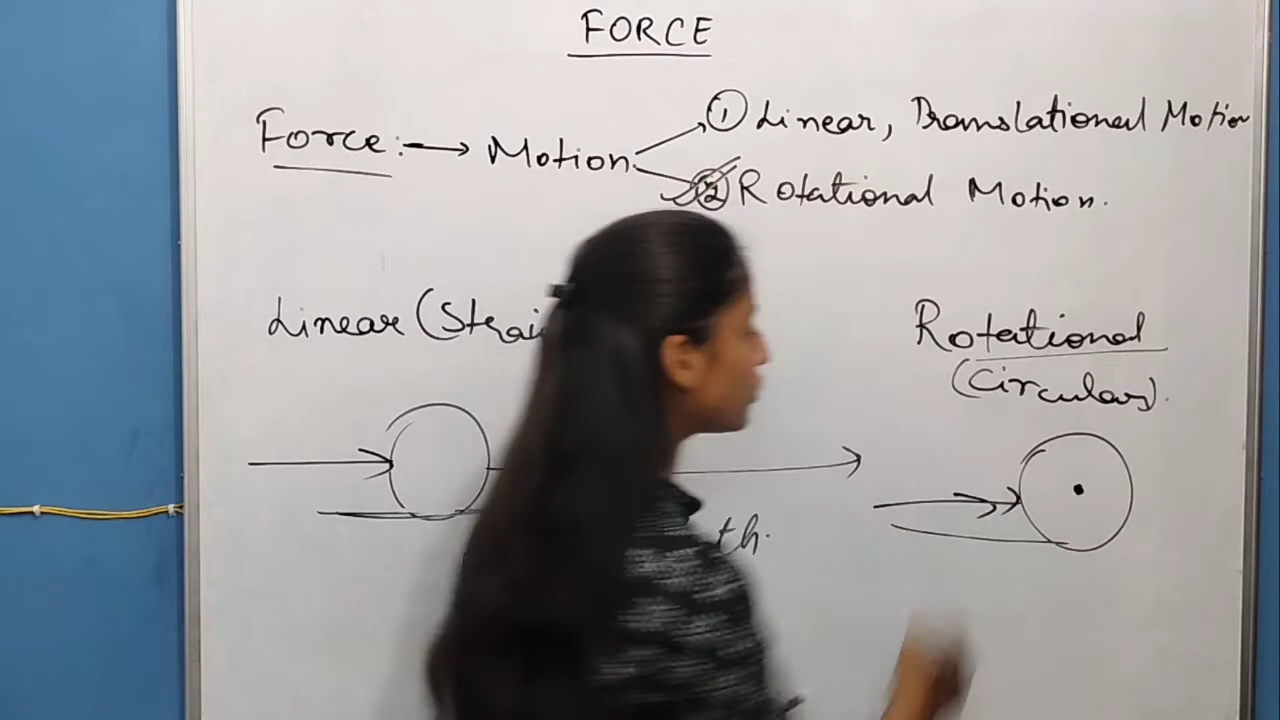 FORCE
Force: → Motion
① Linear, Translational Motion
② Rotational Motion.
Linear (Strai
Rotational
(Circular).
th.